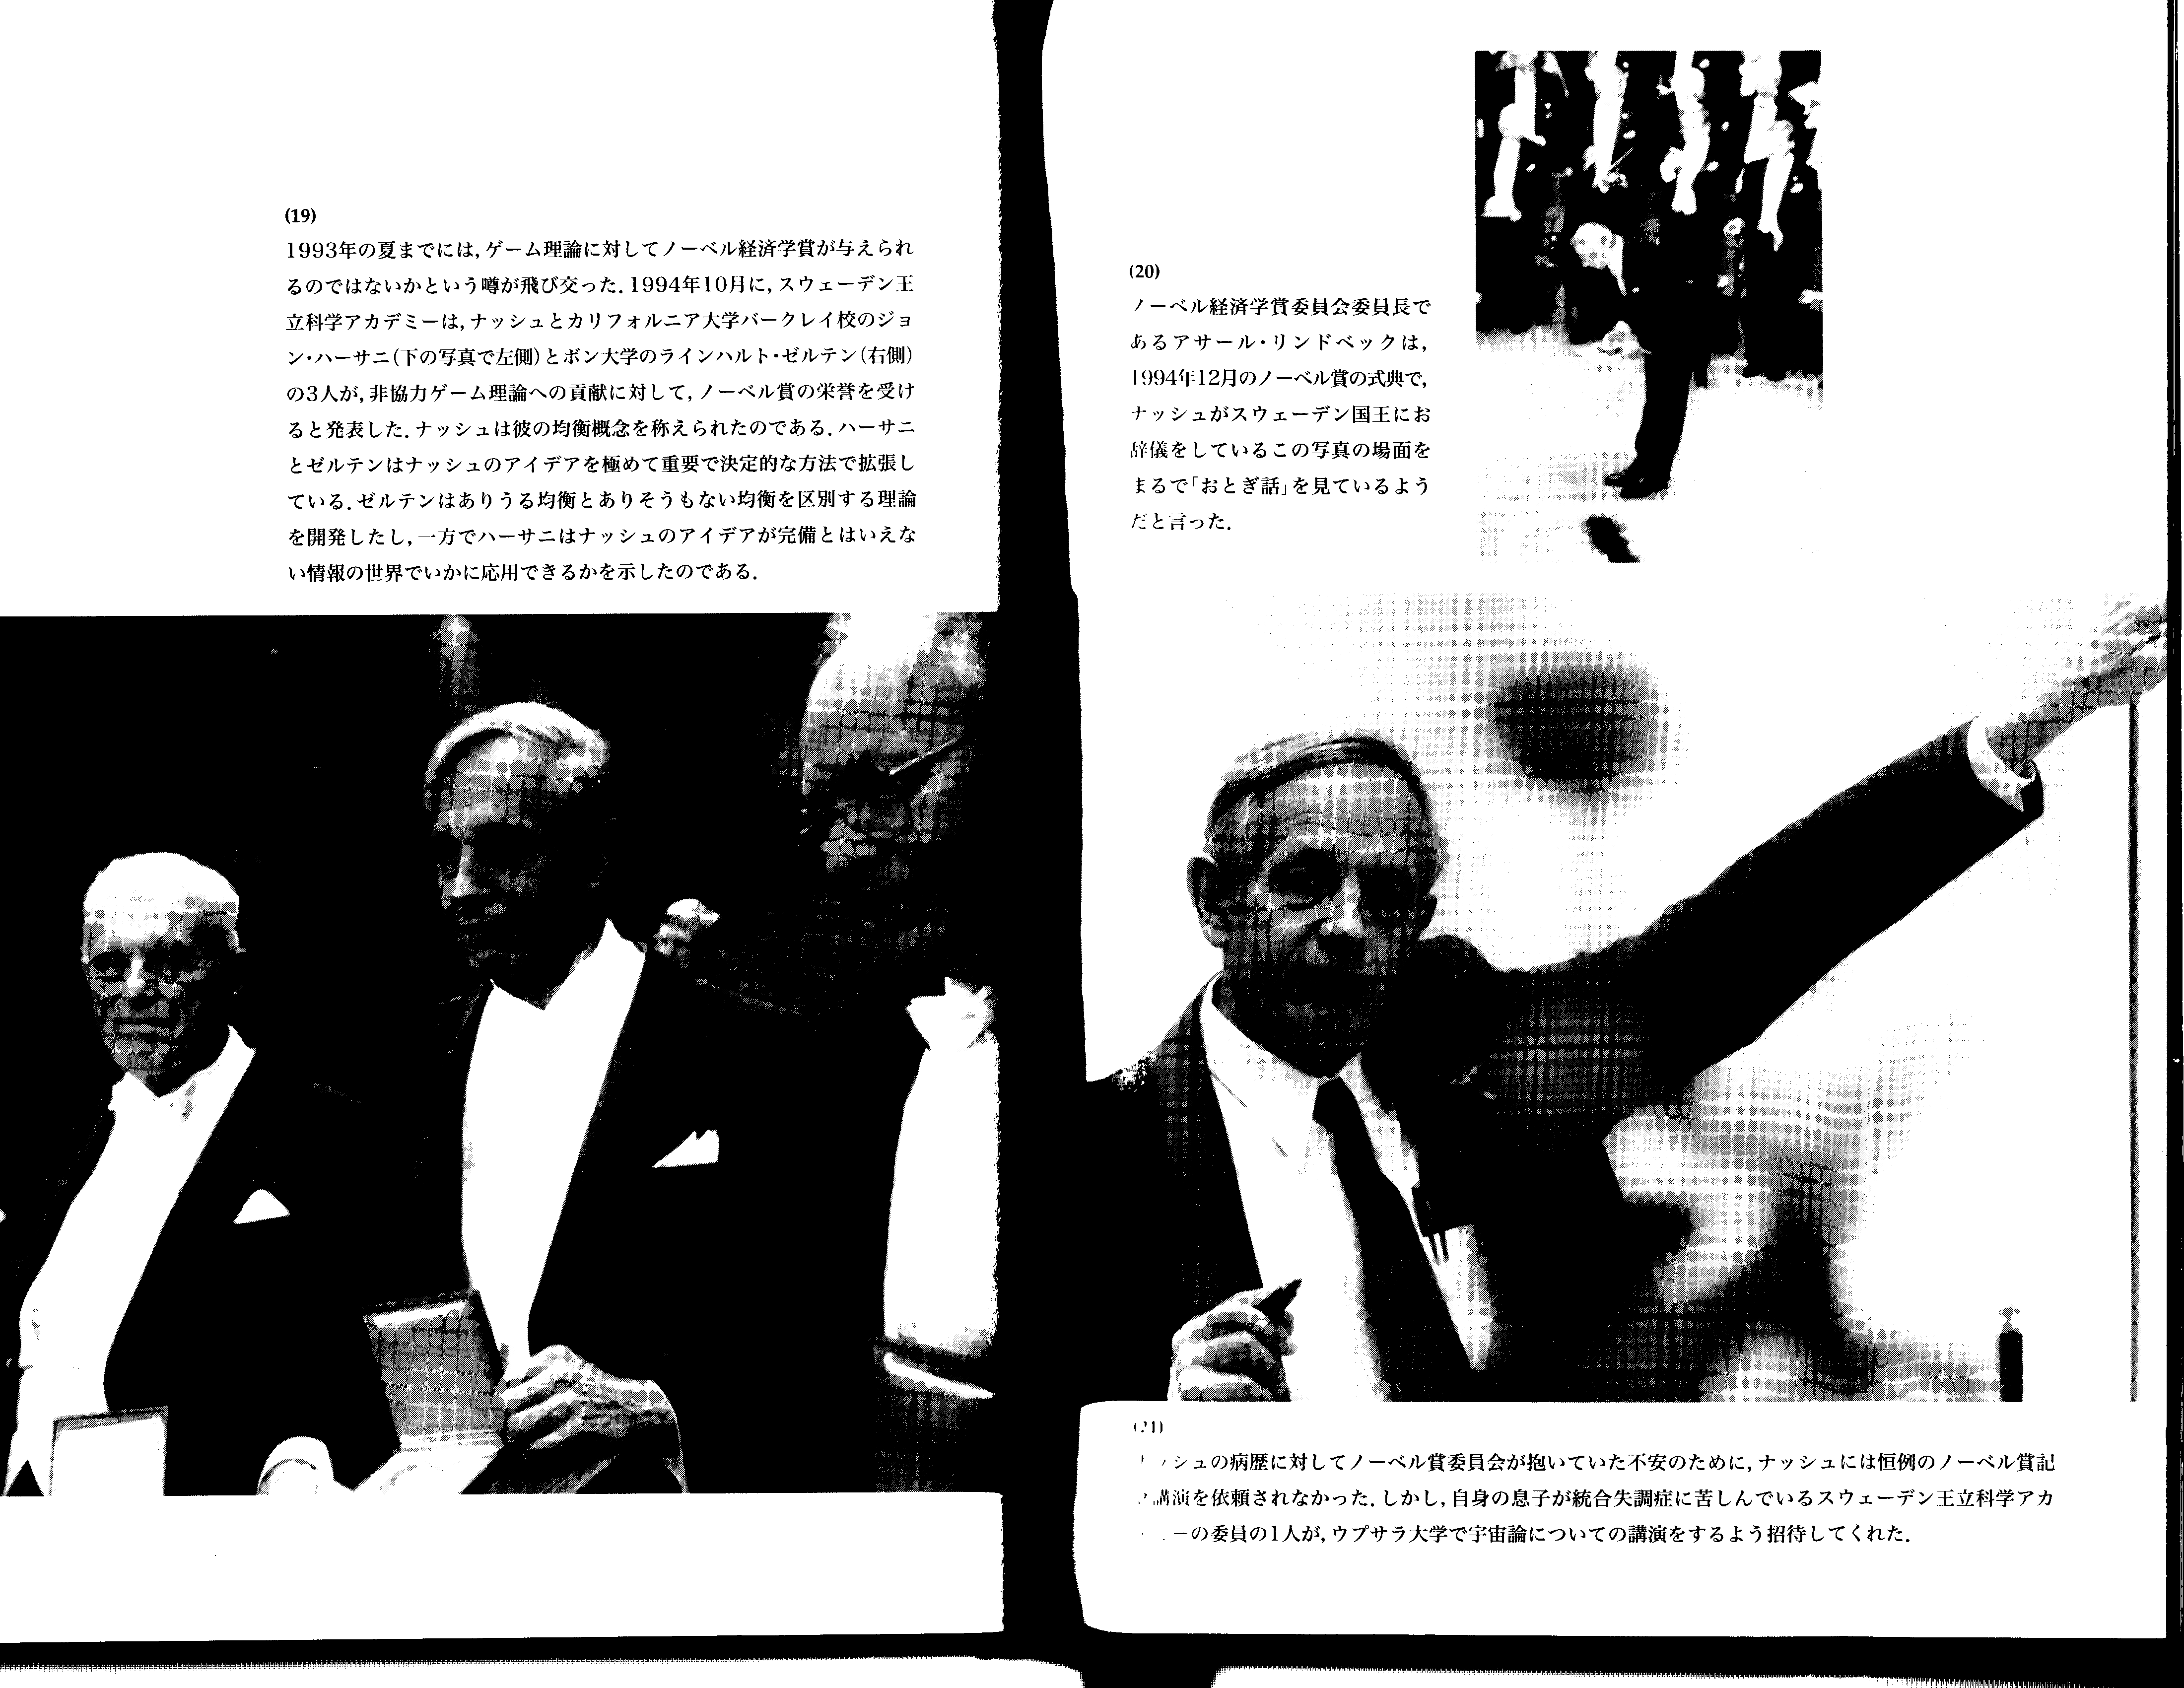 (19)
1993年の夏までには,ゲーム理論に対してノーベル経済学賞が与えられ
るのではないかという噂が飛び交った.1994年10月に,スウェーデン王
立科学アカデミーは,ナッシュとカリフォルニア大学バークレイ校のジョ
ン・ハーサニ(下の写真で左側)とボン大学のラインハルト・ゼルテン(右側)
の3人が,非協力ゲーム理論への貢献に対して,ノーベル賞の栄誉を受け
ると発表した.ナッシュは彼の均衡概念を称えられたのである.ハーサニ
とゼルテンはナッシュのアイデアを極めて重要で決定的な方法で拡張し
ている.ゼルテンはありうる均衡とありそうもない均衡を区別する理論
を開発したし,一方でハーサニはナッシュのアイデアが完備とはいえな
い情報の世界でいかに応用できるかを示したのである.
(20)
ノーベル経済学賞委員会委員長で
あるアサール・リンドベックは,
1994年12月のノーベル賞の式典で,
ナッシュがスウェーデン国王にお
辞儀をしているこの写真の場面を
まるで「おとぎ話」を見ているよう
だと言った.
(21)
シュの病歴に対してノーベル賞委員会が抱いていた不安のために,ナッシュには恒例のノーベル賞記
講演を依頼されなかった.しかし,自身の息子が統合失調症に苦しんでいるスウェーデン王立科学アカ
ーの委員の1人が,ウプサラ大学で宇宙論についての講演をするよう招待してくれた.